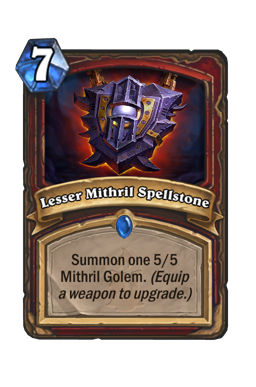 7
Lesser Mithril Spellstone
Summon one 5/5
Mithril Golem. (Equip
a weapon to upgrade.)